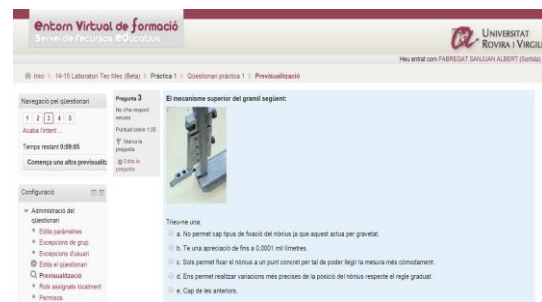 entorn Virtual de formació
Servei de recursos educatius
UNIVERSITAT
ROVIRA I VIRGILI
Heu entrat com FABREGAT SANJUAN ALBERT (Sortida)
Inici 14-15 Laboratori Tec Mec (Beta) Pràctica 1 Qüestionari pràctica 1 Previsualització
Navegació pel qüestionari
1 2 3 4 5
Acaba l'intent ...
Temps restant 0:09:05
Comença una altra previsualitz
Configuració
Administració del
qüestionari
Edita paràmetres
Excepcions de grup
Excepcions d'usuari
Edita el qüestionari
Previsualització
Rols assignats localment
Permisos
Pregunta 3
No s'ha respost
encara
Puntuat sobre 1,00
Marca la
pregunta
Edita la
pregunta
El mecanisme superior del gramil següent:
Trieu-ne una:
a. No permet cap tipus de fixació del nónius ja que aquest actua per gravetat.
b. Te una apreciació de fins a 0,0001 mil·límetres.
c. Sols permet fixar el nónius a un punt concret per tal de poder llegir la mesura més còmodament.
d. Ens permet realitzar variacions més precises de la posició del nónius respecte el regle graduat.
e. Cap de les anteriors.